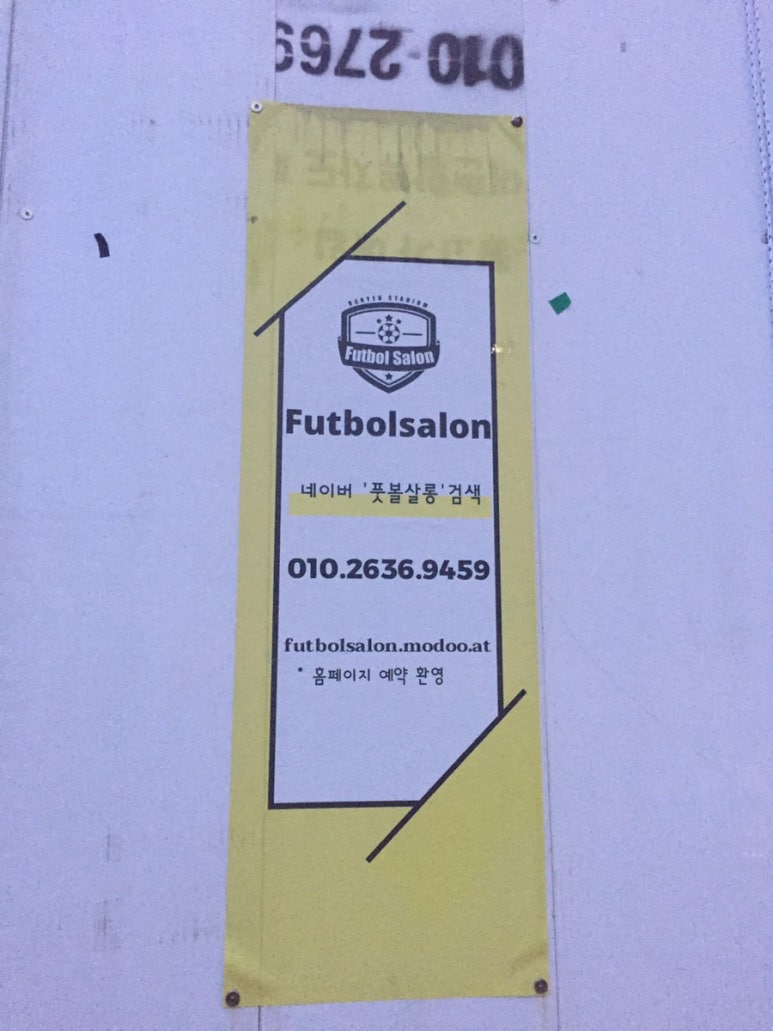 010-2769
Futbol Salon
Futbolsalon
네이버 '풋볼살롱'검색
010.2636.9459
futbolsalon.modoo.at
* 홈페이지 예약 환영